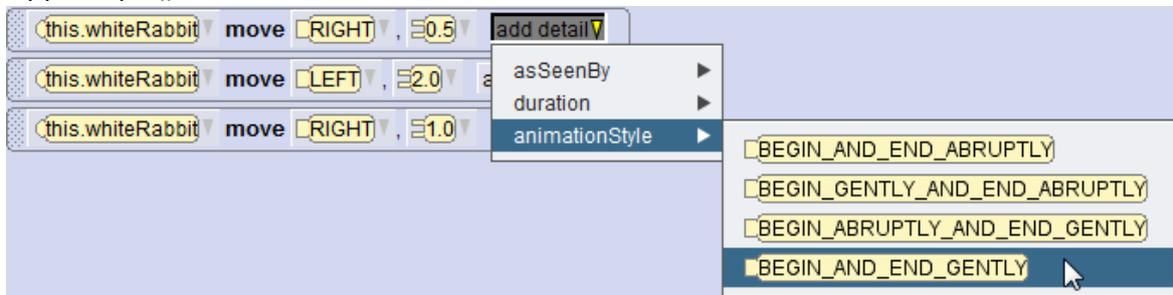 this.whiteRabbit move RIGHT , 0.5 add detail
this.whiteRabbit move LEFT , 2.0 a
this.whiteRabbit move RIGHT , 1.0
asSeenBy
duration
animationStyle
BEGIN_AND_END_ABRUPTLY
BEGIN_GENTLY_AND_END_ABRUPTLY
BEGIN_ABRUPTLY_AND_END_GENTLY
BEGIN_AND_END_GENTLY